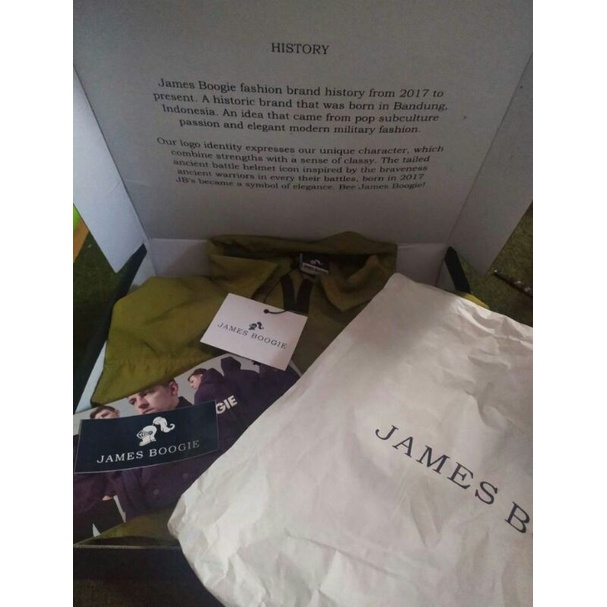 HISTORY
James Boogie fashion brand history from 2017 to
present. A historic brand that was born in Bandung,
Indonesia. An idea that came from pop subculture
passion and elegant modern military fashion.
Our logo identity expresses our unique character, which
combine strengths with a sense of classy. The tailed
ancient battle helmet icon inspired by the braveness
ancient warriors in every their battles, born in 2017
JB's became a symbol of elegance. Bee James Boogie!
JAMES BOOGIE
GIE
JAMES BOOGIE
JAMES B